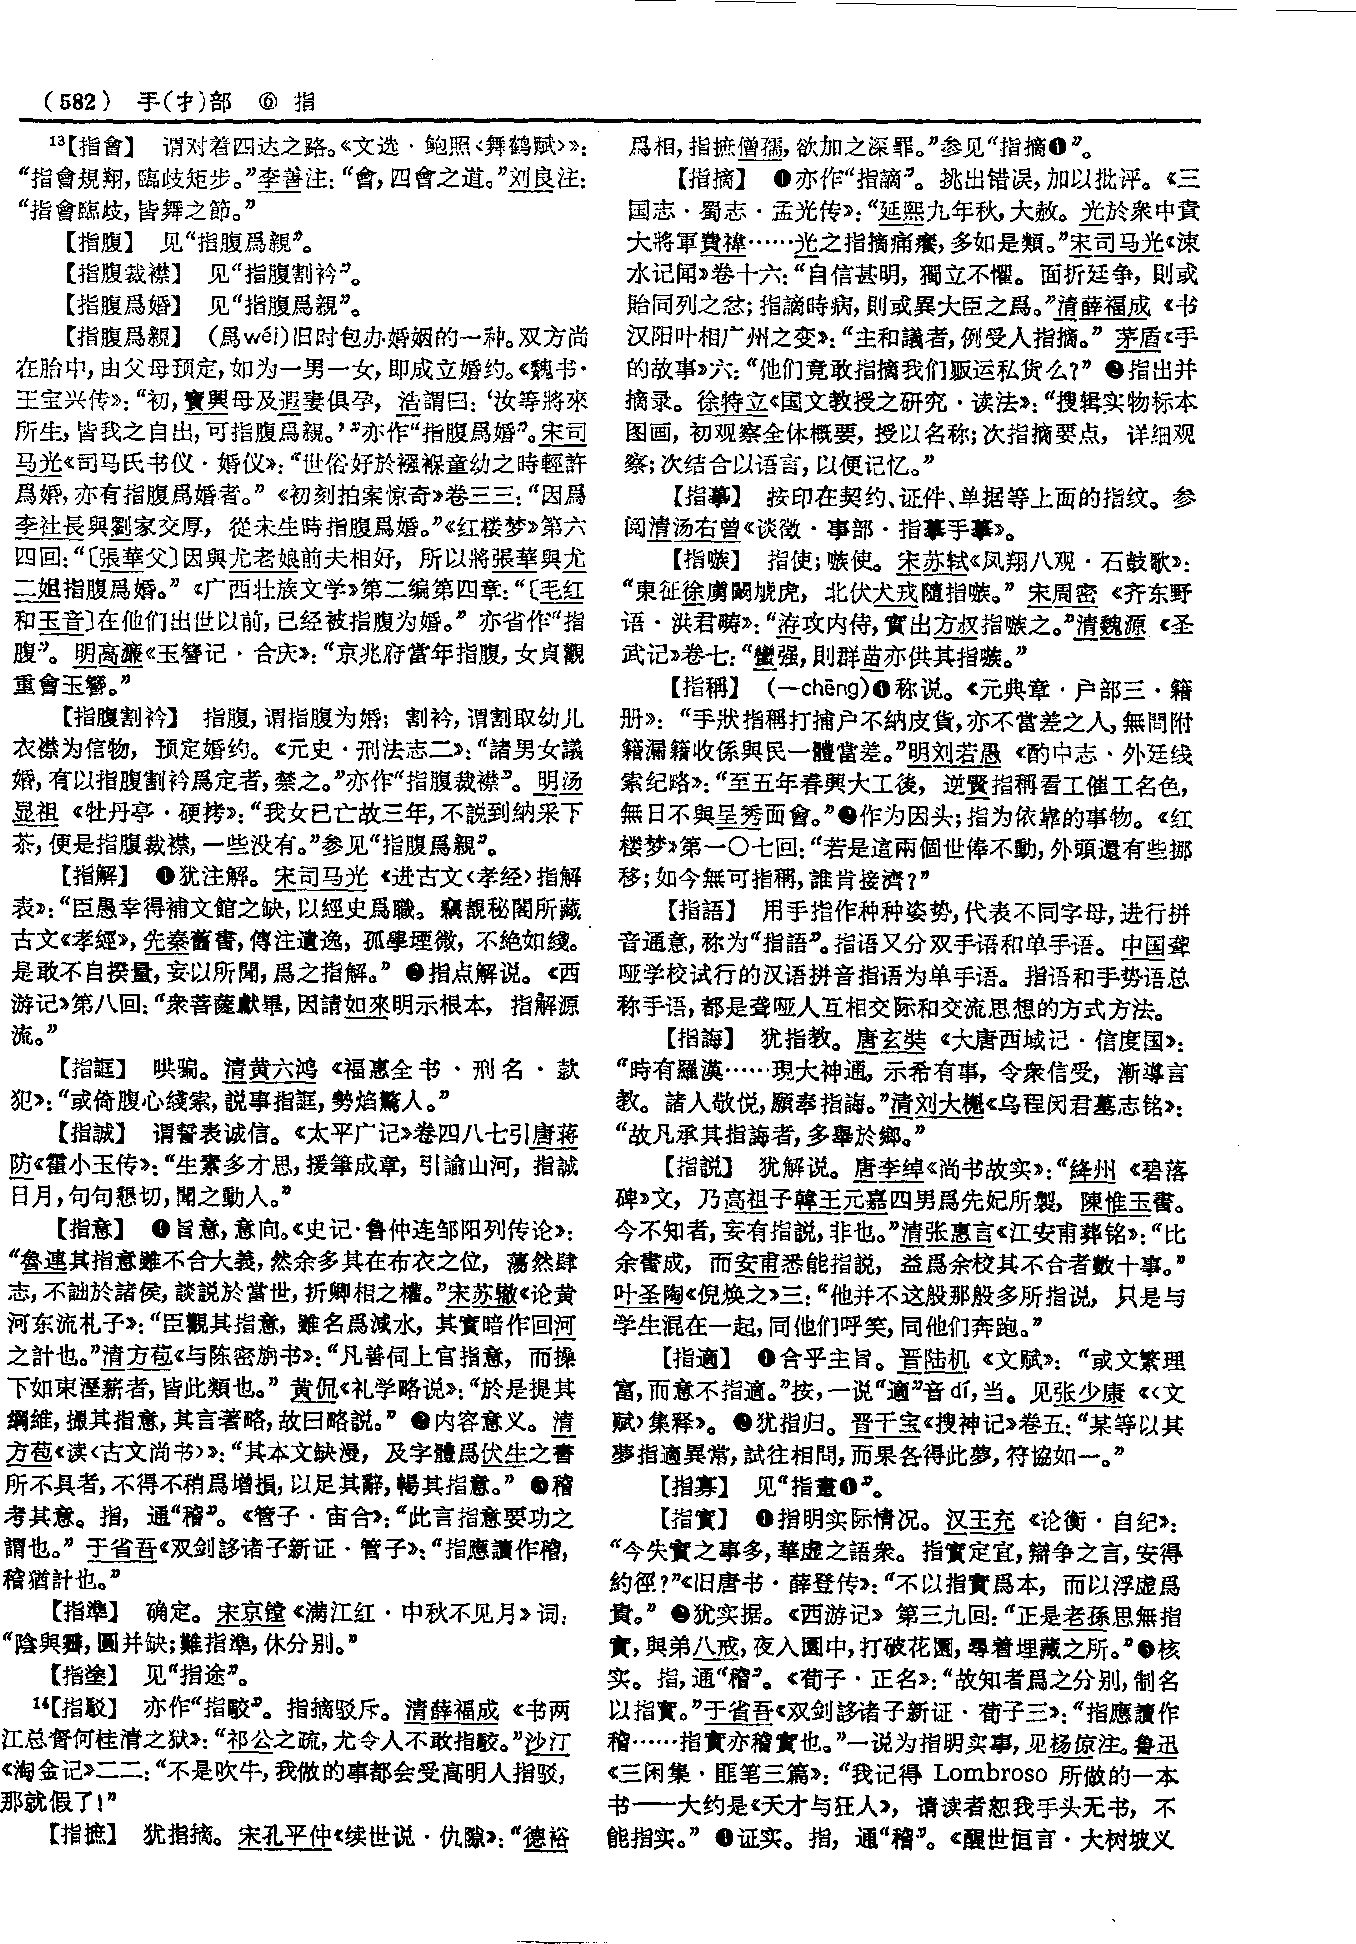 (582) 手(扌)部 ⑥ 指
13【指會】 谓对着四达之路。《文选·鲍照〈舞鹤赋〉》：
“指會規翔，臨歧矩步。”李善注：“會，四會之道。”刘良注：
“指會臨歧，皆舞之節。”
【指腹】 见“指腹爲親”。
【指腹裁襟】 见“指腹割衿”。
【指腹爲婚】 见“指腹爲親”。
【指腹爲親】 (爲wéi)旧时包办婚姻的一种。双方尚
在胎中，由父母预定，如为一男一女，即成立婚约。《魏书·
王宝兴传》：“初，寶興母及遐妻俱孕，浩謂曰：‘汝等將來
所生，皆我之自出，可指腹爲親。’”亦作“指腹爲婚”。宋司
马光《司马氏书仪·婚仪》：“世俗好於襁褓童幼之時輕許
爲婚，亦有指腹爲婚者。”《初刻拍案惊奇》卷三三：“因爲
李社長與劉家交厚，從未生時指腹爲婚。”《红楼梦》第六
四回：“〔張華父〕因與尤老娘前夫相好，所以將張華與尤
二姐指腹爲婚。”《广西壮族文学》第二编第四章：“〔毛红
和玉音〕在他们出世以前，已经被指腹为婚。”亦省作“指
腹”。明高濂《玉簪记·合庆》：“京兆府當年指腹，女貞觀
重會玉簪。”
【指腹割衿】 指腹，谓指腹为婚；割衿，谓割取幼儿
衣襟为信物，预定婚约。《元史·刑法志二》：“諸男女議
婚，有以指腹割衿爲定者，禁之。”亦作“指腹裁襟”。明汤
显祖《牡丹亭·硬拷》：“我女已亡故三年，不説到納采下
茶，便是指腹裁襟，一些没有。”参见“指腹爲親”。
【指解】 ❶犹注解。宋司马光《进古文〈孝经〉指解
表》：“臣愚幸得補文館之缺，以經史爲職。竊覩秘閣所藏
古文《孝經》，先秦舊書，傳注遺逸，孤學堙微，不絶如綫。
是敢不自揆量，妄以所聞，爲之指解。”❷指点解说。《西
游记》第八回：“衆菩薩獻畢，因請如來明示根本，指解源
流。”
【指誆】 哄骗。清黄六鸿《福惠全书·刑名·款
犯》：“或倚腹心綫索，説事指誆，勢焰驚人。”
【指誠】 谓誓表诚信。《太平广记》卷四八七引唐蒋
防《霍小玉传》：“生素多才思，援筆成章，引諭山河，指誠
日月，句句懇切，聞之動人。”
【指意】 ❶旨意，意向。《史记·鲁仲连邹阳列传论》：
“魯連其指意雖不合大義，然余多其在布衣之位，蕩然肆
志，不詘於諸侯，談説於當世，折卿相之權。”宋苏辙《论黄
河东流札子》：“臣觀其指意，雖名爲減水，其實暗作回河
之計也。”清方苞《与陈密旃书》：“凡善伺上官指意，而操
下如束溼薪者，皆此類也。”黄侃《礼学略说》：“於是提其
綱維，撮其指意，其言著略，故曰略説。”❷内容意义。清
方苞《读〈古文尚书〉》：“其本文缺漫，及字體爲伏生之書
所不具者，不得不稍爲增損，以足其辭，暢其指意。”❸稽
考其意。指，通“稽”。《管子·宙合》：“此言指意要功之
謂也。”于省吾《双剑誃诸子新证·管子》：“指應讀作稽，
稽猶計也。”
【指準】 确定。宋京镗《满江红·中秋不见月》词：
“陰與霽，圓并缺；難指準，休分别。”
【指塗】 见“指途”。
14【指駁】 亦作“指駮”。指摘驳斥。清薛福成《书两
江总督何桂清之狱》：“祁公之疏，尤令人不敢指駮。”沙汀
《淘金记》二二：“不是吹牛，我做的事都会受高明人指驳，
那就假了！”
【指摭】 犹指摘。宋孔平仲《续世说·仇隙》：“德裕
爲相，指摭僧孺，欲加之深罪。”参见“指摘❶”。
【指摘】 ❶亦作“指謫”。挑出错误，加以批评。《三
国志·蜀志·孟光传》：“延熙九年秋，大赦。光於衆中責
大將軍費禕……光之指摘痛癢，多如是類。”宋司马光《涑
水记闻》卷十六：“自信甚明，獨立不懼。面折廷争，則或
貽同列之忿；指謫時病，則或異大臣之爲。”清薛福成《书
汉阳叶相广州之变》：“主和議者，例受人指摘。”茅盾《手
的故事》六：“他们竟敢指摘我们贩运私货么？”❷指出并
摘录。徐特立《国文教授之研究·读法》：“搜辑实物标本
图画，初观察全体概要，授以名称；次指摘要点，详细观
察；次结合以语言，以便记忆。”
【指摹】 按印在契约、证件、单据等上面的指纹。参
阅清汤右曾《谈徵·事部·指摹手摹》。
【指嗾】 指使；嗾使。宋苏轼《凤翔八观·石鼓歌》：
“東征徐虜闞虓虎，北伏犬戎隨指嗾。”宋周密《齐东野
语·洪君畴》：“游攻内侍，實出方叔指嗾之。”清魏源《圣
武记》卷七：“蠻强，則群苗亦供其指嗾。”
【指稱】 (—chēng)❶称说。《元典章·户部三·籍
册》：“手狀指稱打捕户不納皮貨，亦不當差之人，無問附
籍漏籍收係與民一體當差。”明刘若愚《酌中志·外廷线
索纪略》：“至五年春興大工後，逆賢指稱看工催工名色，
無日不與呈秀面會。”❷作为因头；指为依靠的事物。《红
楼梦》第一〇七回：“若是這兩個世俸不動，外頭還有些挪
移；如今無可指稱，誰肯接濟？”
【指語】 用手指作种种姿势，代表不同字母，进行拼
音通意，称为“指語”。指语又分双手语和单手语。中国聋
哑学校试行的汉语拼音指语为单手语。指语和手势语总
称手语，都是聋哑人互相交际和交流思想的方式方法。
【指誨】 犹指教。唐玄奘《大唐西域记·信度国》：
“時有羅漢……現大神通，示希有事，令衆信受，漸導言
教。諸人敬悦，願奉指誨。”清刘大櫆《乌程闵君墓志铭》：
“故凡承其指誨者，多舉於鄉。”
【指説】 犹解说。唐李绰《尚书故实》：“絳州《碧落
碑》文，乃高祖子韓王元嘉四男爲先妃所製，陳惟玉書。
今不知者，妄有指説，非也。”清张惠言《江安甫葬铭》：“比
余書成，而安甫悉能指説，益爲余校其不合者數十事。”
叶圣陶《倪焕之》三：“他并不这般那般多所指说，只是与
学生混在一起，同他们呼笑，同他们奔跑。”
【指適】 ❶合乎主旨。晋陆机《文赋》：“或文繁理
富，而意不指適。”按，一说“適”音dí，当。见张少康《〈文
赋〉集释》。❷犹指归。晋干宝《搜神记》卷五：“某等以其
夢指適異常，試往相問，而果各得此夢，符協如一。”
【指寡】 见“指畫❶”。
【指實】 ❶指明实际情况。汉王充《论衡·自纪》：
“今失實之事多，華虚之語衆。指實定宜，辯争之言，安得
約徑？”《旧唐书·薛登传》：“不以指實爲本，而以浮虚爲
貴。”❷犹实据。《西游记》第三九回：“正是老孫思無指
實，與弟八戒，夜入園中，打破花園，尋着埋藏之所。”❸核
实。指，通“稽”。《荀子·正名》：“故知者爲之分别，制名
以指實。”于省吾《双剑誃诸子新证·荀子三》：“指應讀作
稽……指實亦稽實也。”一说为指明实事，见杨倞注。鲁迅
《三闲集·匪笔三篇》：“我记得 Lombroso 所做的一本
书——大约是《天才与狂人》，请读者恕我手头无书，不
能指实。”❹证实。指，通“稽”。《醒世恒言·大树坡义